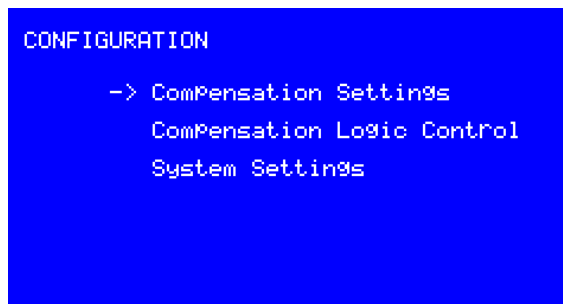 CONFIGURATION
-> Compensation Settings
Compensation Logic Control
System Settings